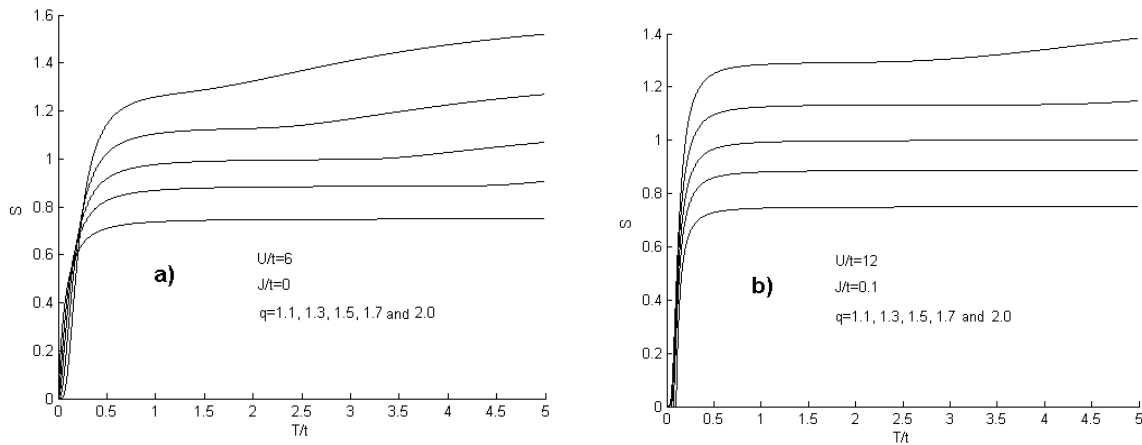 1.6
1.4
1.2
1
0.8
0.6
0.4
0.2
0
S
a)
U/t=6
J/t=0
q=1.1, 1.3, 1.5, 1.7 and 2.0
0 0.5 1 1.5 2 2.5 3 3.5 4 4.5 5
T/t
1.4
1.2
1
0.8
0.6
0.4
0.2
0
S
b)
U/t=12
J/t=0.1
q=1.1, 1.3, 1.5, 1.7 and 2.0
0 0.5 1 1.5 2 2.5 3 3.5 4 4.5 5
T/t